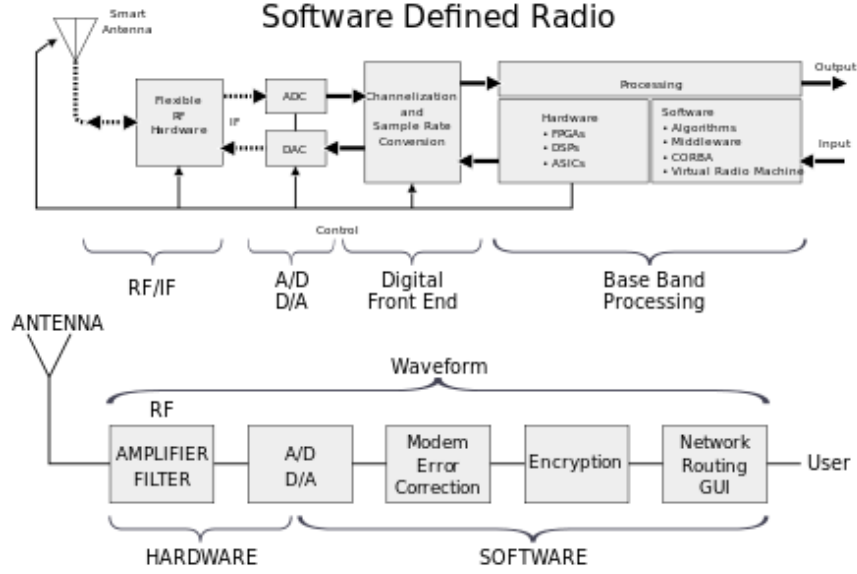 Software Defined Radio
Smart
Antenna
Flexible
RF
Hardware
IF
ADC
DAC
Channelization
and
Sample Rate
Conversion
Processing
Hardware
• FPGAs
• DSPs
• ASICs
Software
• Algorithms
• Middleware
• CORBA
• Virtual Radio Machine
Output
Input
Control
RF/IF
A/D
D/A
Digital
Front End
Base Band
Processing
ANTENNA
Waveform
RF
AMPLIFIER
FILTER
A/D
D/A
Modem
Error
Correction
Encryption
Network
Routing
GUI
User
HARDWARE
SOFTWARE